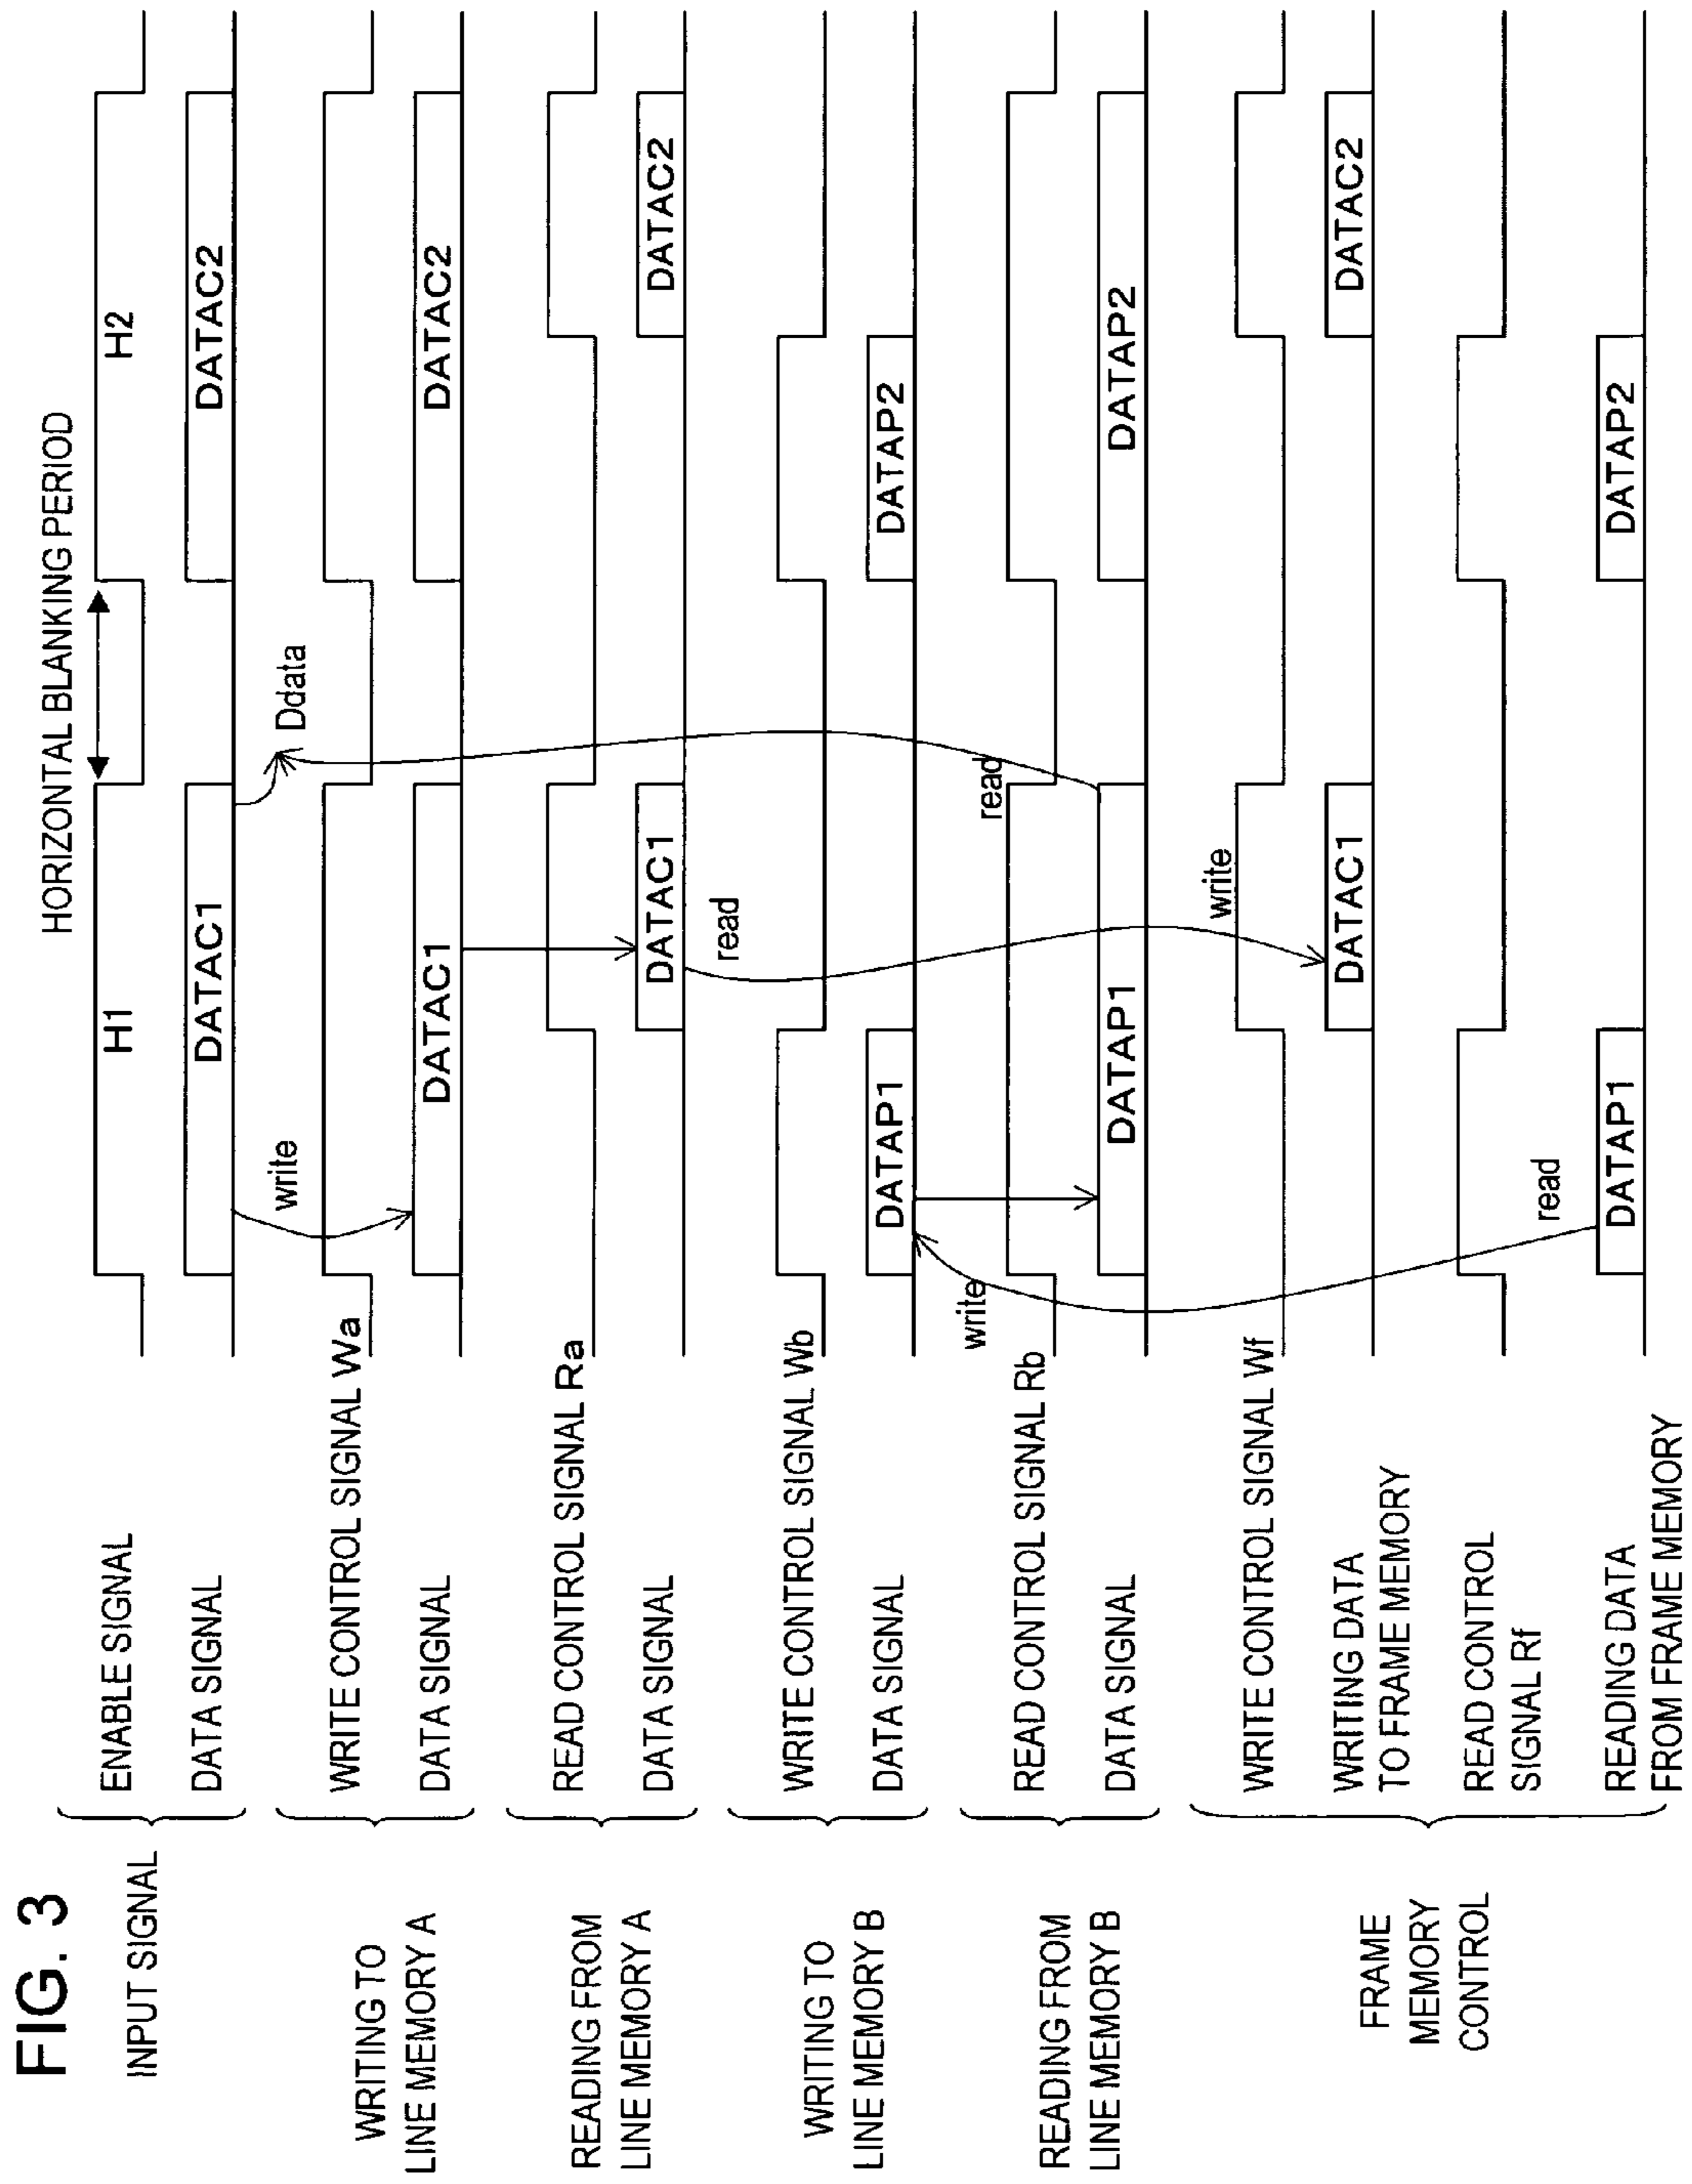 FIG. 3
HORIZONTAL BLANKING PERIOD
INPUT SIGNAL
ENABLE SIGNAL
H1
H2
DATA SIGNAL
DATAC1
DATAC2
write
Ddata
WRITING TO
LINE MEMORY A
WRITE CONTROL SIGNAL Wa
DATA SIGNAL
DATAC1
DATAC2
READING FROM
LINE MEMORY A
READ CONTROL SIGNAL Ra
DATA SIGNAL
DATAC1
DATAC2
read
WRITING TO
LINE MEMORY B
WRITE CONTROL SIGNAL Wb
DATA SIGNAL
DATAP1
DATAP2
write
read
READING FROM
LINE MEMORY B
READ CONTROL SIGNAL Rb
DATA SIGNAL
DATAP1
DATAP2
write
FRAME
MEMORY
CONTROL
WRITE CONTROL SIGNAL Wf
WRITING DATA
TO FRAME MEMORY
DATAC1
DATAC2
READ CONTROL
SIGNAL Rf
read
READING DATA
FROM FRAME MEMORY
DATAP1
DATAP2